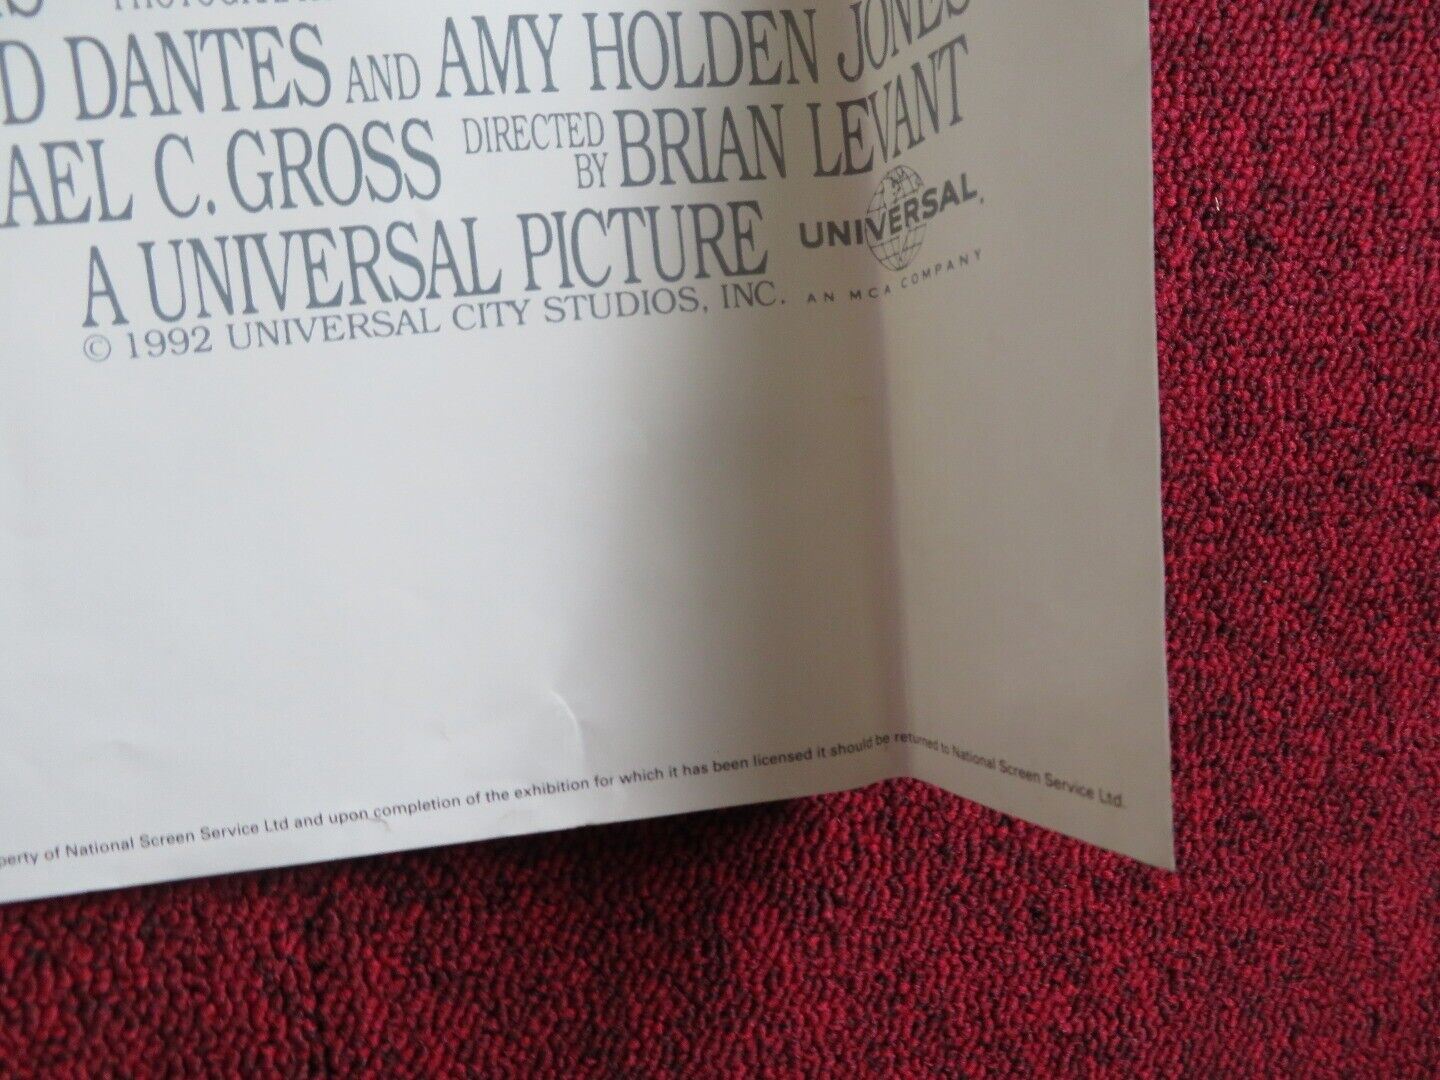 D DANTES AND AMY HOLDEN JONES
AEL C. GROSS DIRECTED BY BRIAN LEVANT
A UNIVERSAL PICTURE
UNIVERSAL
AN MCA COMPANY
© 1992 UNIVERSAL CITY STUDIOS, INC.
perty of National Screen Service Ltd and upon completion of the exhibition for which it has been licensed it should be returned to National Screen Service Ltd.